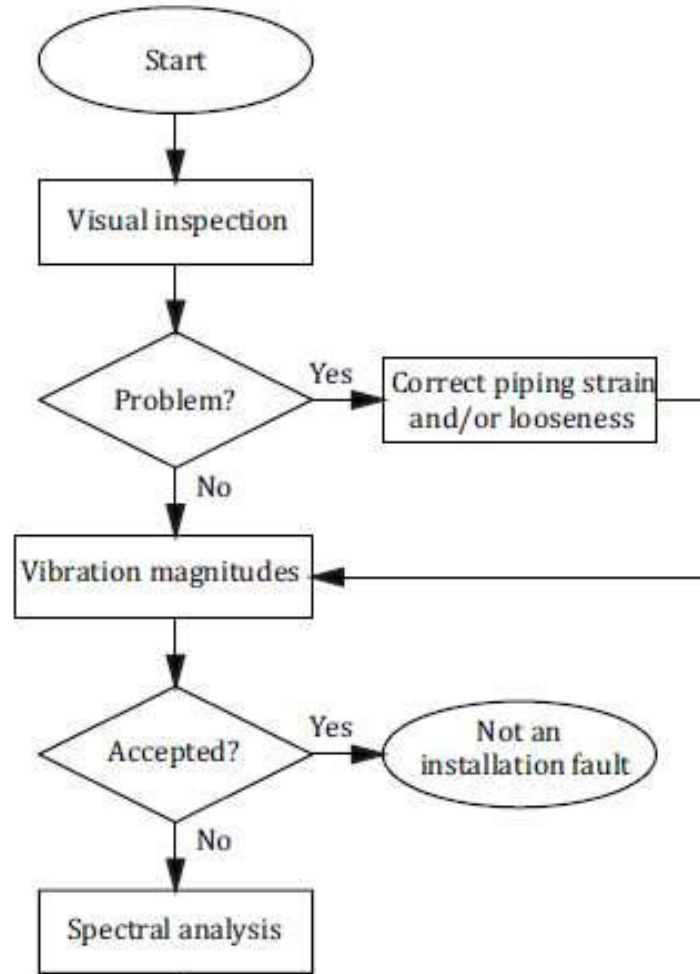 Start
Visual inspection
Problem?
Yes
Correct piping strain
and/or looseness
No
Vibration magnitudes
Accepted?
Yes
Not an
installation fault
No
Spectral analysis